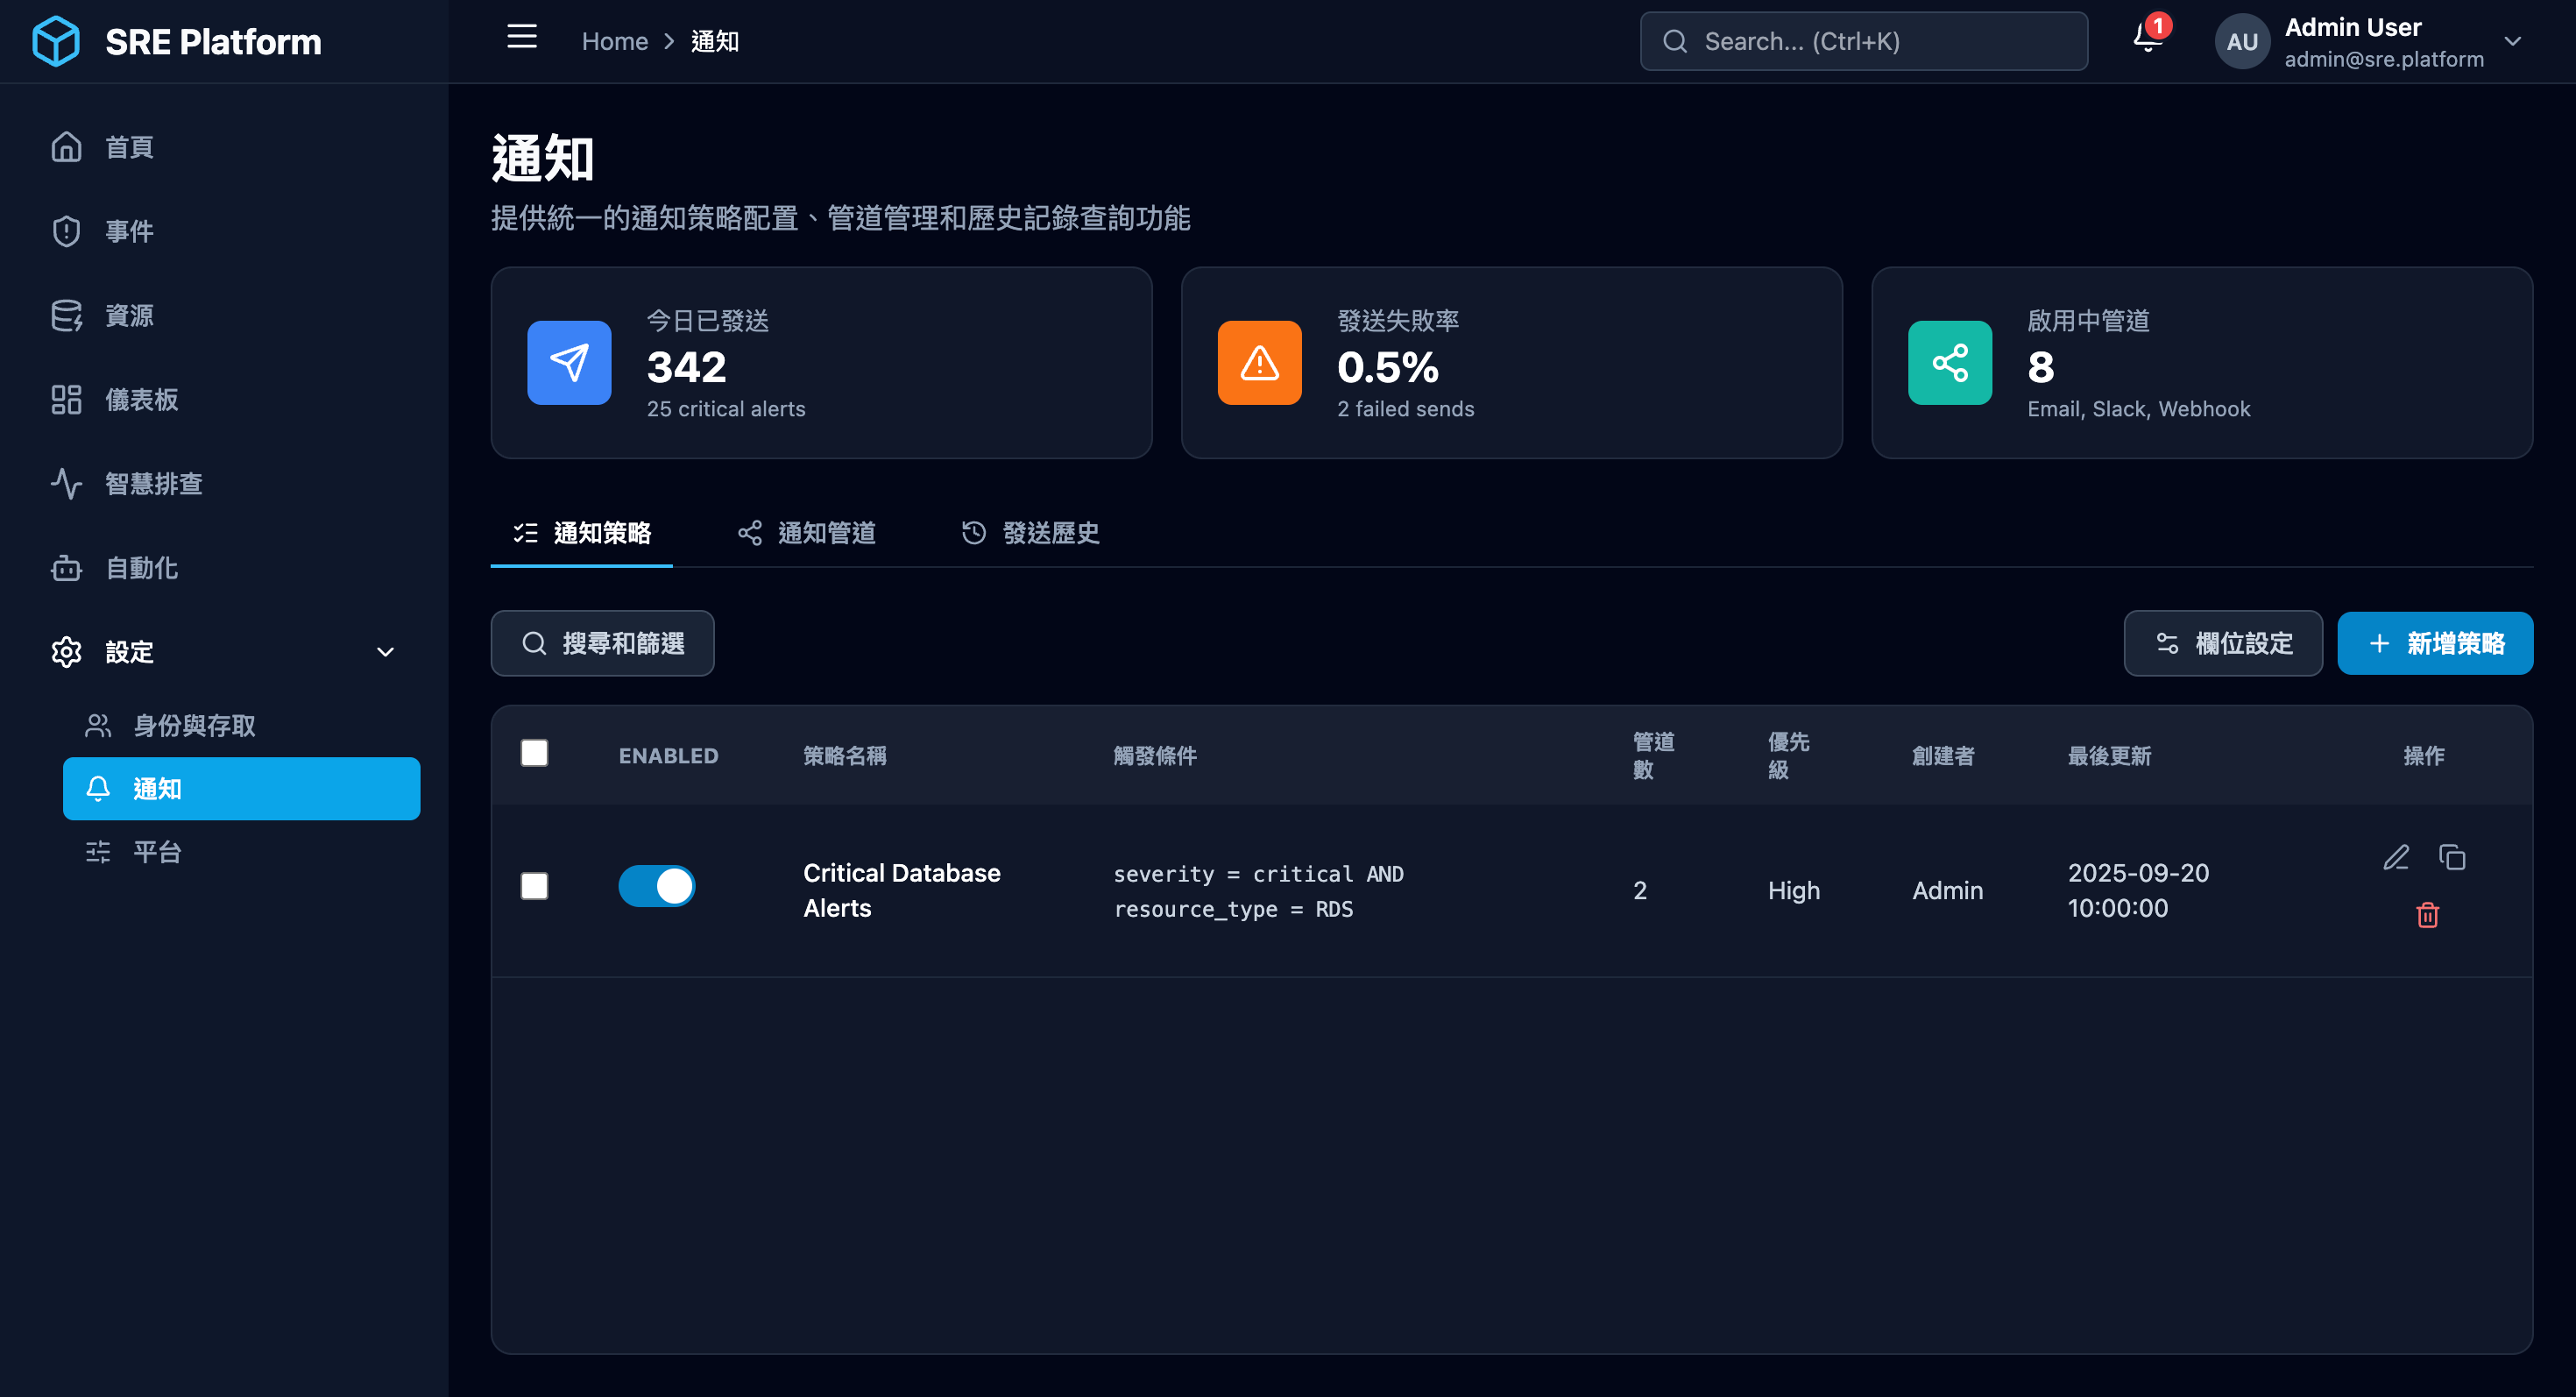 SRE Platform
Home > 通知
Search... (Ctrl+K)
1
AU
Admin User
admin@sre.platform
首頁
事件
資源
儀表板
智慧排查
自動化
設定
身份與存取
通知
平台
通知
提供統一的通知策略配置、管道管理和歷史記錄查詢功能
今日已發送
342
25 critical alerts
發送失敗率
0.5%
2 failed sends
啟用中管道
8
Email, Slack, Webhook
通知策略
通知管道
發送歷史
搜尋和篩選
欄位設定
新增策略
ENABLED
策略名稱
觸發條件
管道
數
優先
級
創建者
最後更新
操作
Critical Database
Alerts
severity = critical AND
resource_type = RDS
2
High
Admin
2025-09-20
10:00:00